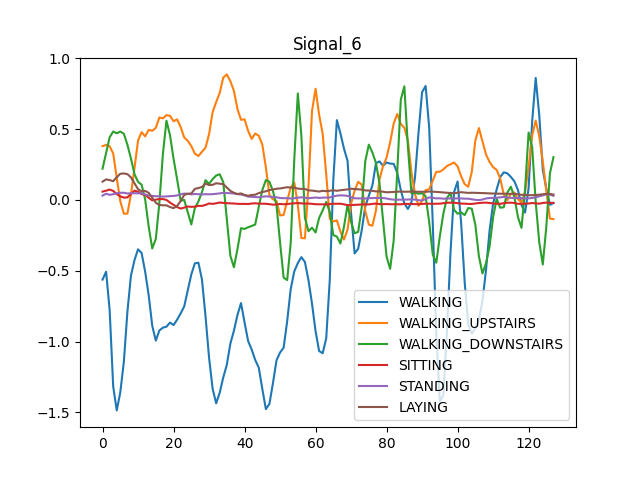 Signal_6
1.0
0.5
0.0
−0.5
−1.0
−1.5
0 20 40 60 80 100 120
WALKING
WALKING_UPSTAIRS
WALKING_DOWNSTAIRS
SITTING
STANDING
LAYING